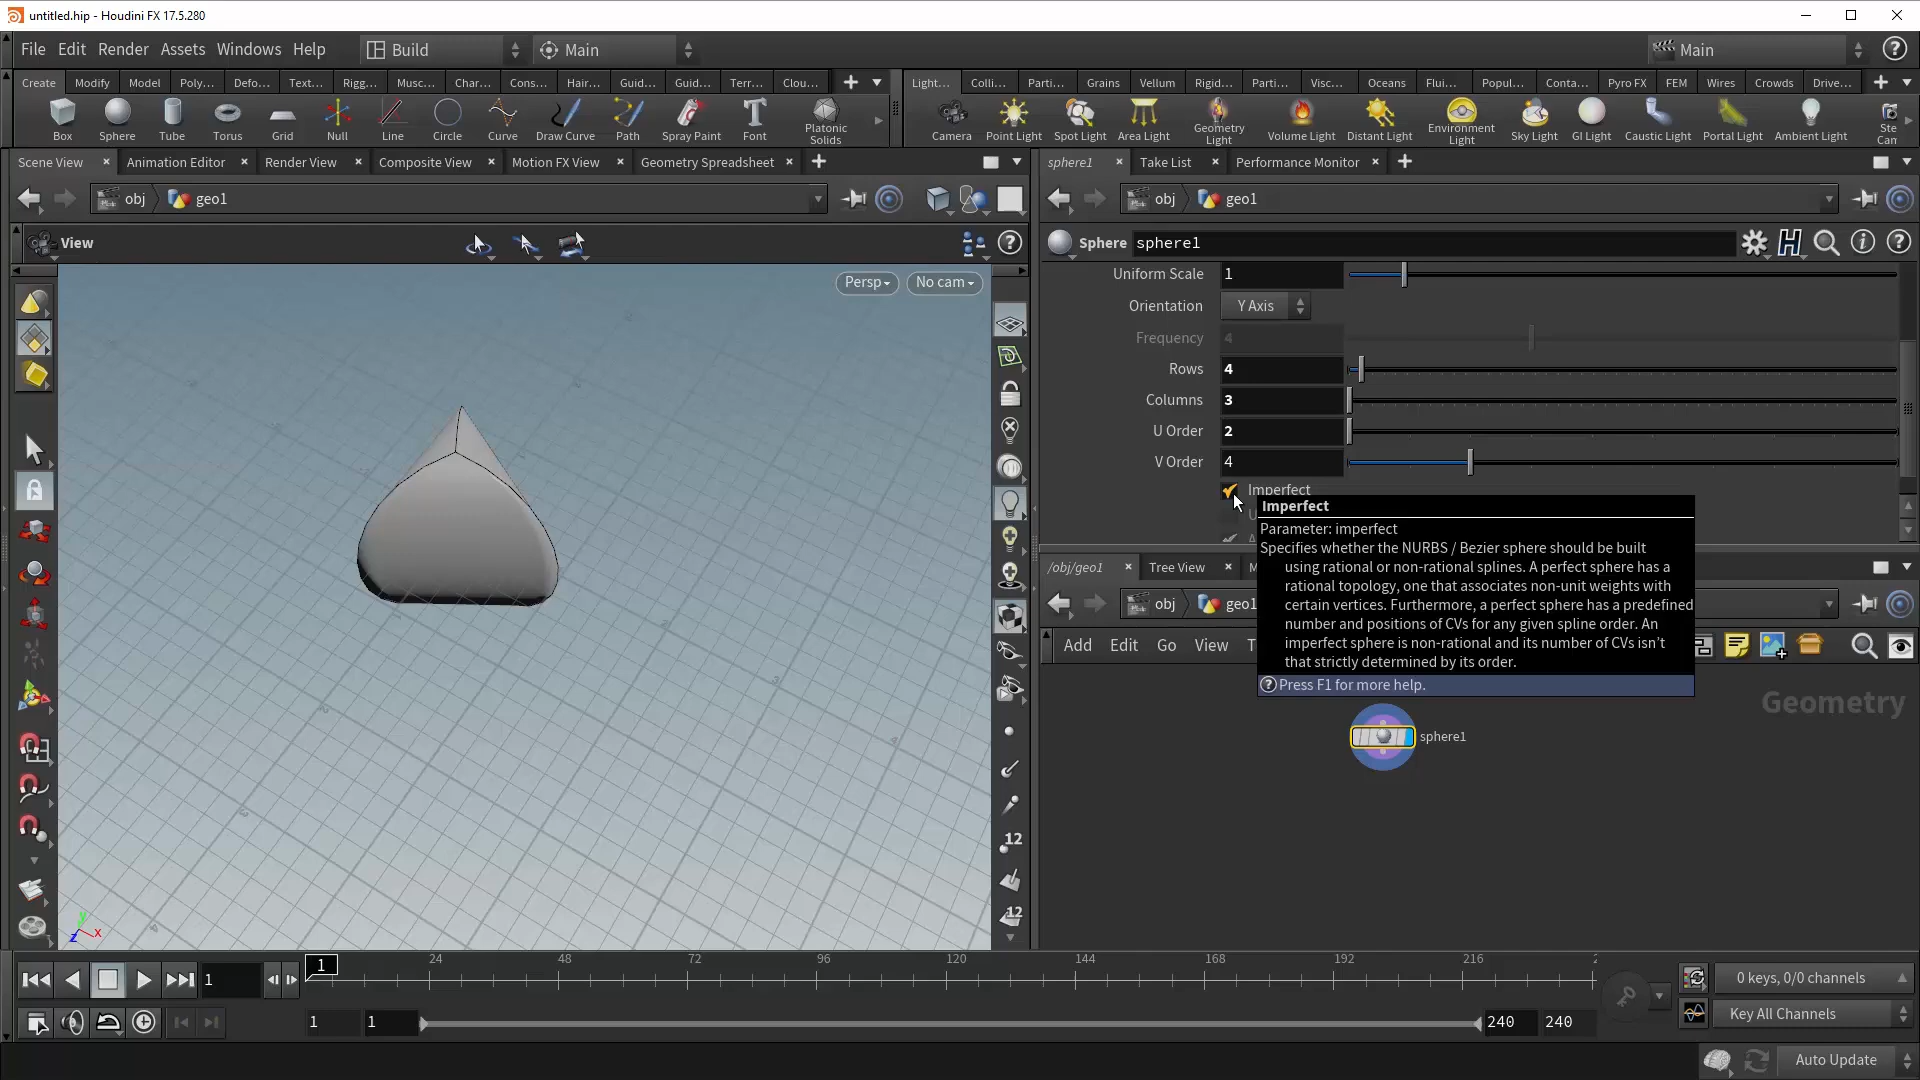 untitled.hip - Houdini FX 17.5.280
File Edit Render Assets Windows Help
Build
Main
Main
Create Modify Model Poly... Defo... Text... Rigg... Musc... Char... Cons... Hair... Guid... Guid... Terr... Clou...
Light... Colli... Parti... Grains Vellum Rigid... Parti... Visc... Oceans Flui... Popul... Conta... Pyro FX FEM Wires Crowds Drive...
Box Sphere Tube Torus Grid Null Line Circle Curve Draw Curve Path Spray Paint Font Platonic Solids
Camera Point Light Spot Light Area Light Geometry Light Volume Light Distant Light Environment Light Sky Light GI Light Caustic Light Portal Light Ambient Light Ste Can
Scene View Animation Editor Render View Composite View Motion FX View Geometry Spreadsheet
sphere1 Take List Performance Monitor
obj geo1
obj geo1
View
Sphere sphere1
Persp No cam
Uniform Scale 1
Orientation Y Axis
Frequency 4
Rows 4
Columns 3
U Order 2
V Order 4
Imperfect
Imperfect
Parameter: imperfect
Specifies whether the NURBS / Bezier sphere should be built
using rational or non-rational splines. A perfect sphere has a
rational topology, one that associates non-unit weights with
certain vertices. Furthermore, a perfect sphere has a predefined
number and positions of CVs for any given spline order. An
imperfect sphere is non-rational and its number of CVs isn't
that strictly determined by its order.
Press F1 for more help.
/obj/geo1 Tree View
obj geo1
Add Edit Go View T
Geometry
sphere1
12
12
y
z x
1
1 24 48 72 96 120 144 168 192 216 2
1 1 240 240
0 keys, 0/0 channels
Key All Channels
Auto Update